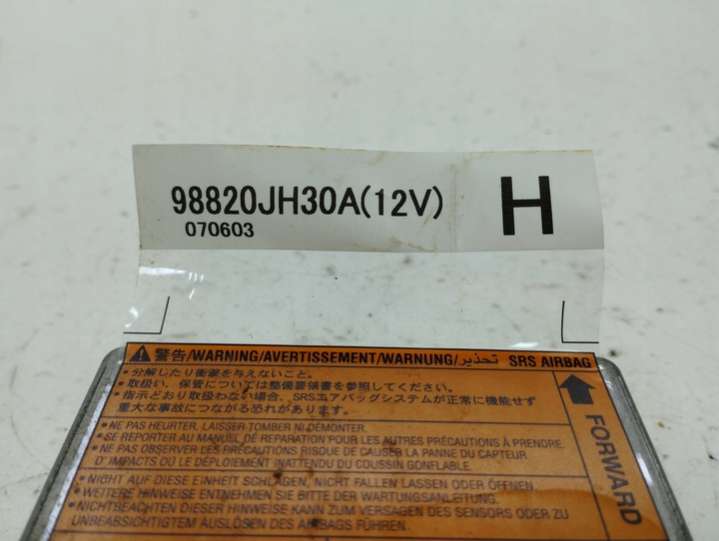 98820JH30A(12V) H
070603
警告/WARNING/AVERTISSEMENT/WARNUNG/تحذير SRS AIRBAG
・分解したり衝撃を与えないこと。
・取扱い、保管については整備要領書を参照してください。
・指示どおり取扱わない場合、SRSエアバッグシステムが正常に機能せず
重大な事故につながる恐れがあります。
・NE PAS HEURTER, LAISSER TOMBER NI DÉMONTER.
・SE REPORTER AU MANUEL DE REPARATION POUR LES AUTRES PRÉCAUTIONS À PRENDRE.
・NE PAS OBSERVER LES PRÉCAUTIONS RISQUE DE CAUSER LA PANNE DU CAPTEUR
D'IMPACTS OU LE DÉPLOIEMENT INATTENDU DU COUSSIN GONFLABLE.
・NICHT AUF DIESE EINHEIT SCHLAGEN, NICHT FALLEN LASSEN ODER ÖFFNEN.
・WEITERE HINWEISE ENTNEHMEN SIE BITTE DER WARTUNGSANLEITUNG.
・NICHTBEACHTEN DIESER HINWEISE KANN ZUM VERSAGEN DES SENSORS ODER ZU
UNBEABSICHTIGTEM AUSLÖSEN DES AIRBAGS FÜHREN.
FORWARD